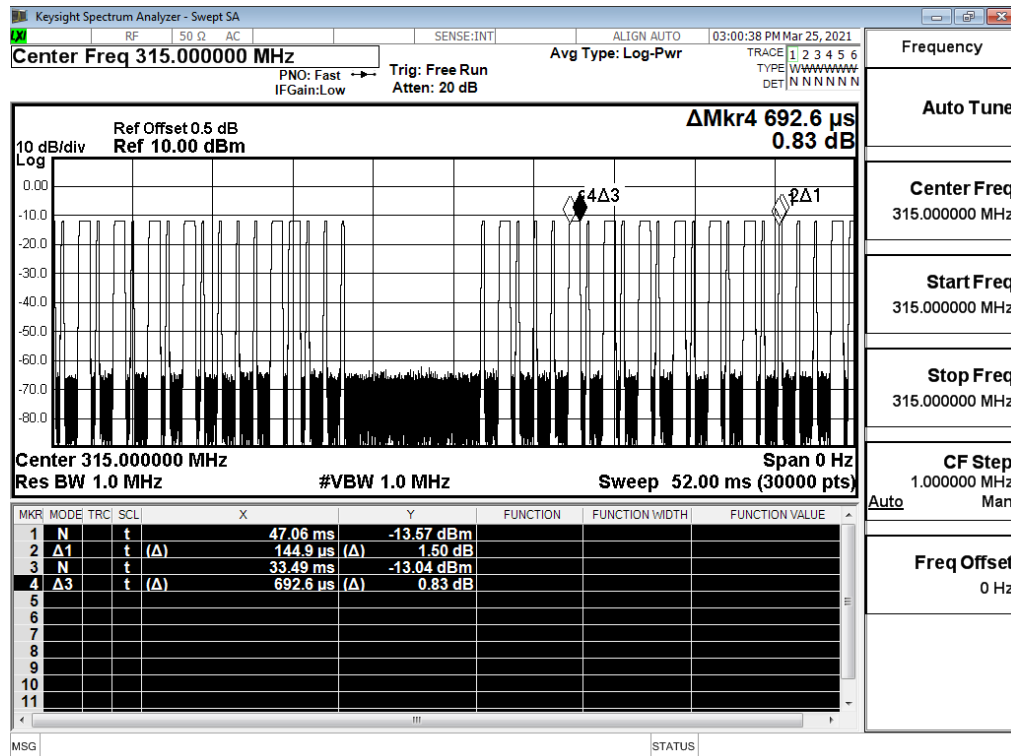 Keysight Spectrum Analyzer - Swept SA
LXI RF 50 Ω AC SENSE:INT ALIGN AUTO 03:00:38 PM Mar 25, 2021
Center Freq 315.000000 MHz
PNO: Fast
IFGain:Low
Trig: Free Run
Atten: 20 dB
Avg Type: Log-Pwr
TRACE 1 2 3 4 5 6
TYPE WWWWWW
DET N N N N N N
ΔMkr4 692.6 µs
0.83 dB
Ref Offset 0.5 dB
10 dB/div Ref 10.00 dBm
Log
0.00
-10.0
-20.0
-30.0
-40.0
-50.0
-60.0
-70.0
-80.0
4Δ3
2Δ1
Center 315.000000 MHz Span 0 Hz
Res BW 1.0 MHz #VBW 1.0 MHz Sweep 52.00 ms (30000 pts)
MKR MODE TRC SCL X Y FUNCTION FUNCTION WIDTH FUNCTION VALUE
1 N t 47.06 ms -13.57 dBm
2 Δ1 t (Δ) 144.9 µs (Δ) 1.50 dB
3 N t 33.49 ms -13.04 dBm
4 Δ3 t (Δ) 692.6 µs (Δ) 0.83 dB
5
6
7
8
9
10
11
MSG STATUS
Frequency
Auto Tune
Center Freq
315.000000 MHz
Start Freq
315.000000 MHz
Stop Freq
315.000000 MHz
CF Step
1.000000 MHz
Auto Man
Freq Offset
0 Hz